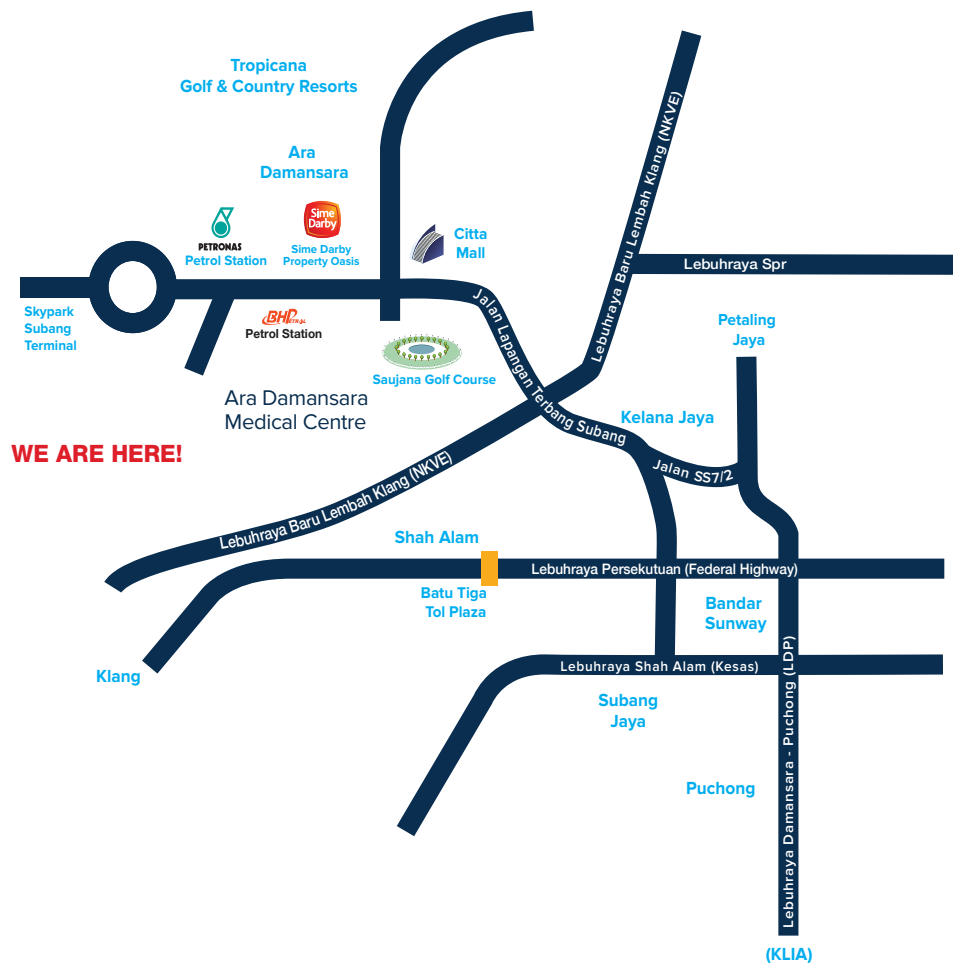 Tropicana
Golf & Country Resorts
Ara
Damansara
PETRONAS
Petrol Station
Sime
Darby
Sime Darby
Property Oasis
Citta
Mall
Skypark
Subang
Terminal
BHPetrol
Petrol Station
Saujana Golf Course
Ara Damansara
Medical Centre
WE ARE HERE!
Jalan Lapangan Terbang Subang
Lebuhraya Baru Lembah Klang (NKVE)
Lebuhraya Spr
Petaling
Jaya
Kelana Jaya
Jalan SS7/2
Lebuhraya Baru Lembah Klang (NKVE)
Shah Alam
Lebuhraya Persekutuan (Federal Highway)
Batu Tiga
Tol Plaza
Bandar
Sunway
Klang
Lebuhraya Shah Alam (Kesas)
Subang
Jaya
Lebuhraya Damansara - Puchong (LDP)
Puchong
(KLIA)